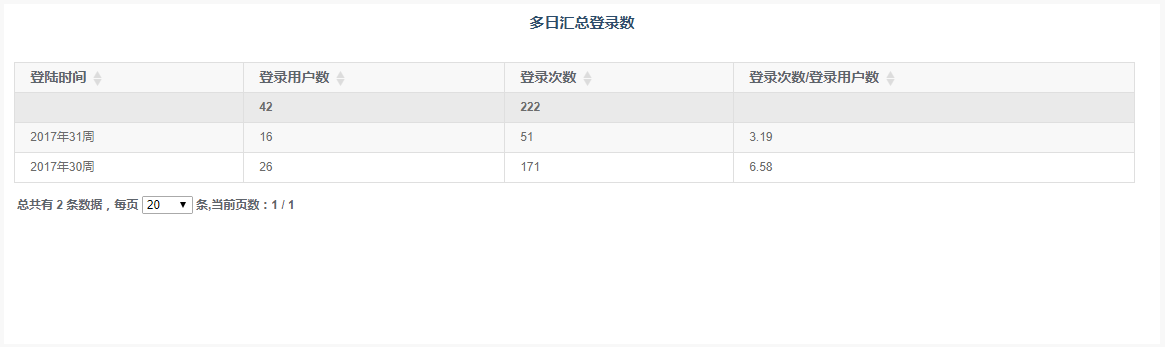 多日汇总登录数
登陆时间 登录用户数 登录次数 登录次数/登录用户数
42 222
2017年31周 16 51 3.19
2017年30周 26 171 6.58
总共有 2 条数据，每页 20 条,当前页数：1 / 1